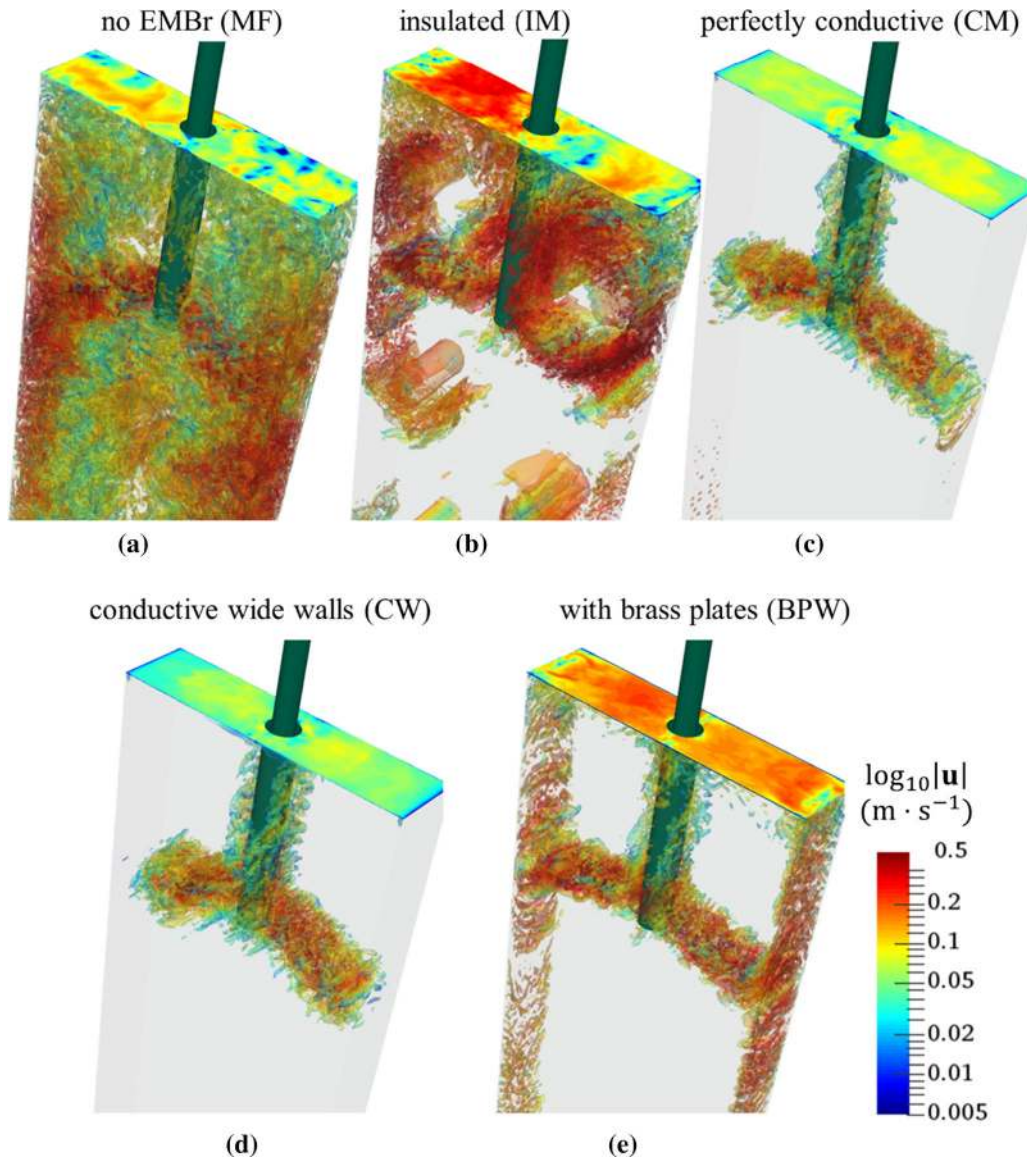 no EMBr (MF)
insulated (IM)
perfectly conductive (CM)
(a)
(b)
(c)
conductive wide walls (CW)
with brass plates (BPW)
log₁₀|u|
(m · s⁻¹)
0.5
0.2
0.1
0.05
0.02
0.01
0.005
(d)
(e)